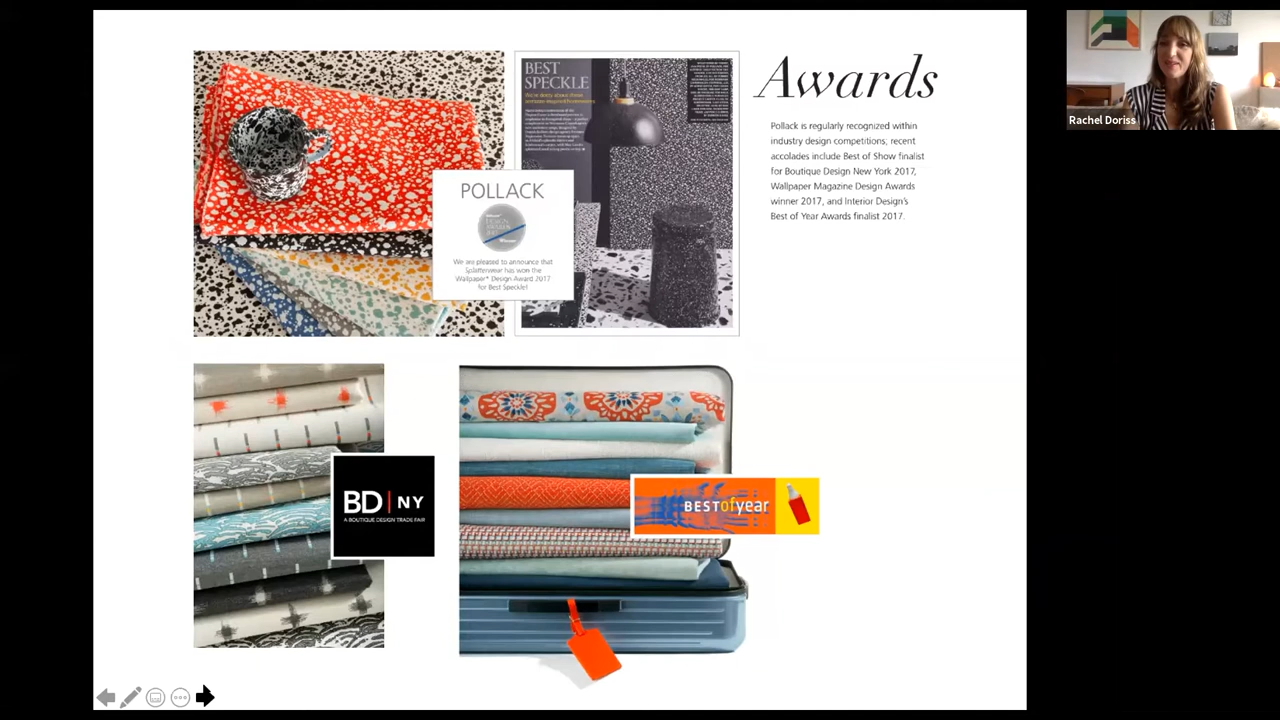 BEST
SPECKLE
Awards
Pollack is regularly recognized within
industry design competitions; recent
accolades include Best of Show finalist
for Boutique Design New York 2017,
Wallpaper Magazine Design Awards
winner 2017, and Interior Design's
Best of Year Awards finalist 2017.
POLLACK
We are pleased to announce that
Splatterwear has won the
Wallpaper* Design Award 2017
for Best Speckle!
BD|NY
A BOUTIQUE DESIGN TRADE FAIR
BESTofyear
Rachel Doriss